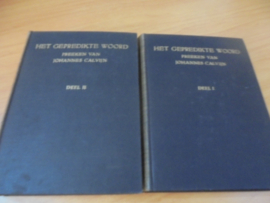 HET GEPREDIKTE WOORD
PREEKEN VAN
JOHANNES CALVIJN
DEEL II
HET GEPREDIKTE WOORD
PREEKEN VAN
JOHANNES CALVIJN
DEEL I